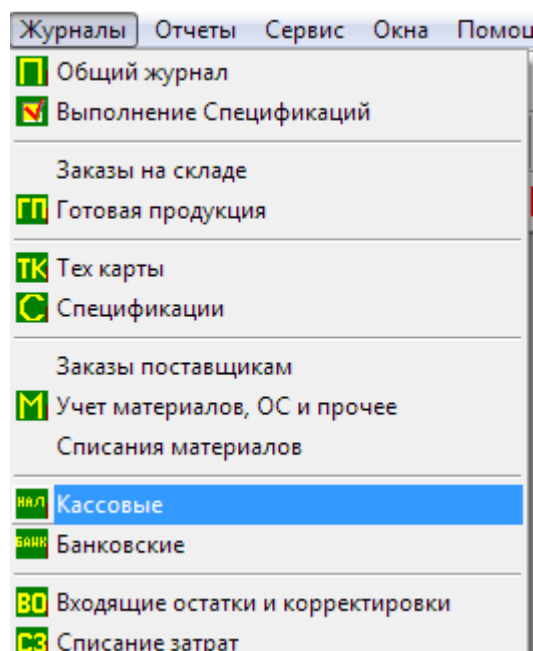 Журналы Отчеты Сервис Окна Помощ
П Общий журнал
Выполнение Спецификаций
Заказы на складе
ГП Готовая продукция
ТК Тех карты
С Спецификации
Заказы поставщикам
М Учет материалов, ОС и прочее
Списания материалов
НАЛ Кассовые
БАНК Банковские
ВО Входящие остатки и корректировки
СЗ Списание затрат